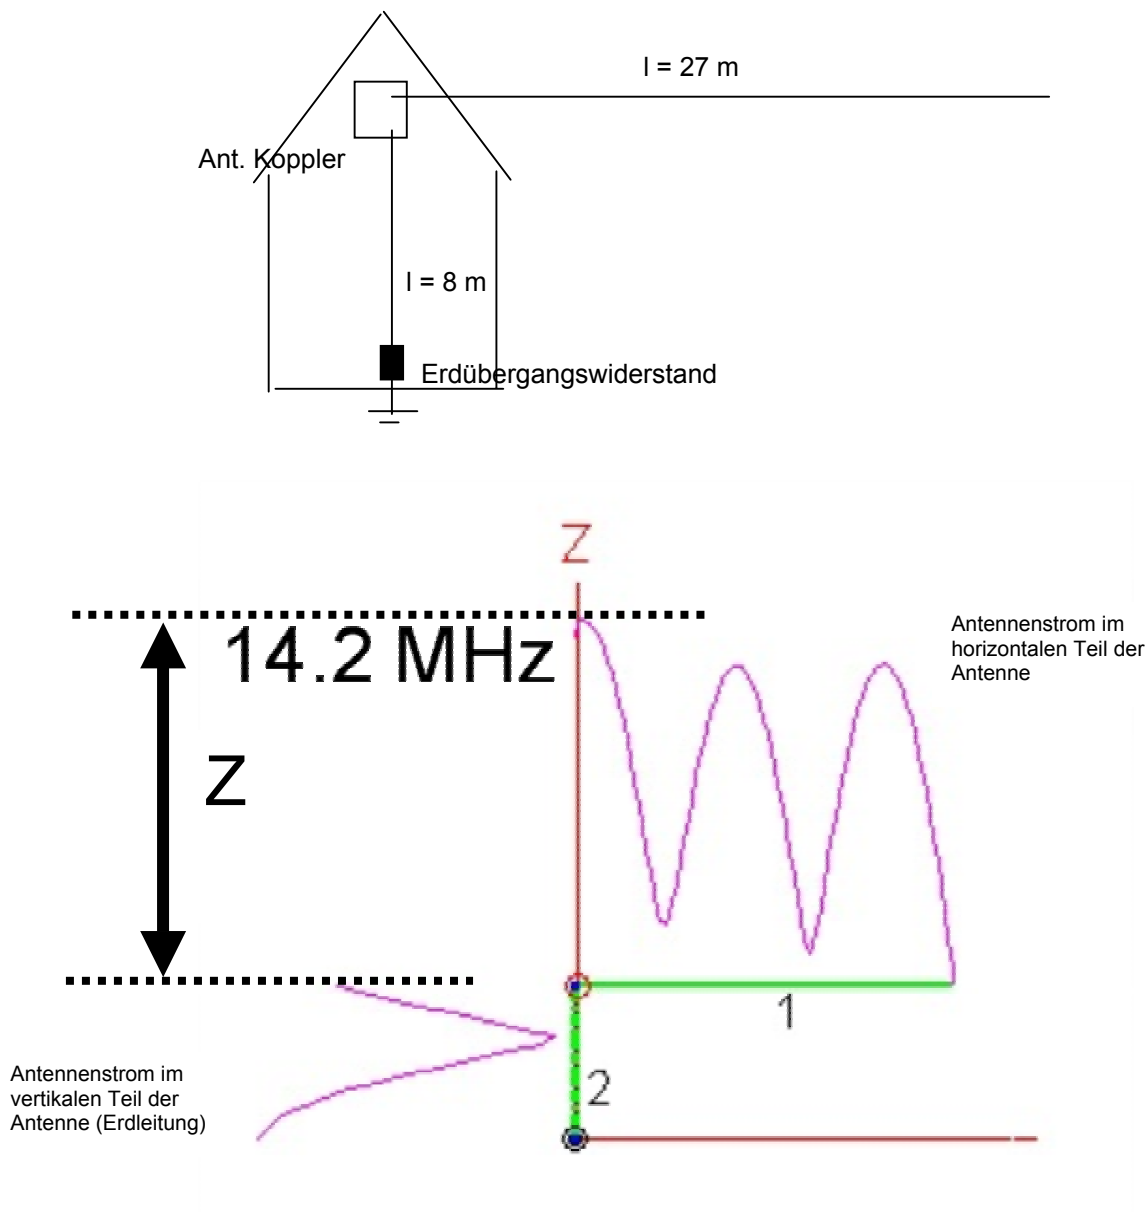 l = 27 m
Ant. Koppler
l = 8 m
Erdübergangswiderstand
Z
14.2 MHz
Antennenstrom im
horizontalen Teil der
Antenne
Z
1
2
Antennenstrom im
vertikalen Teil der
Antenne (Erdleitung)